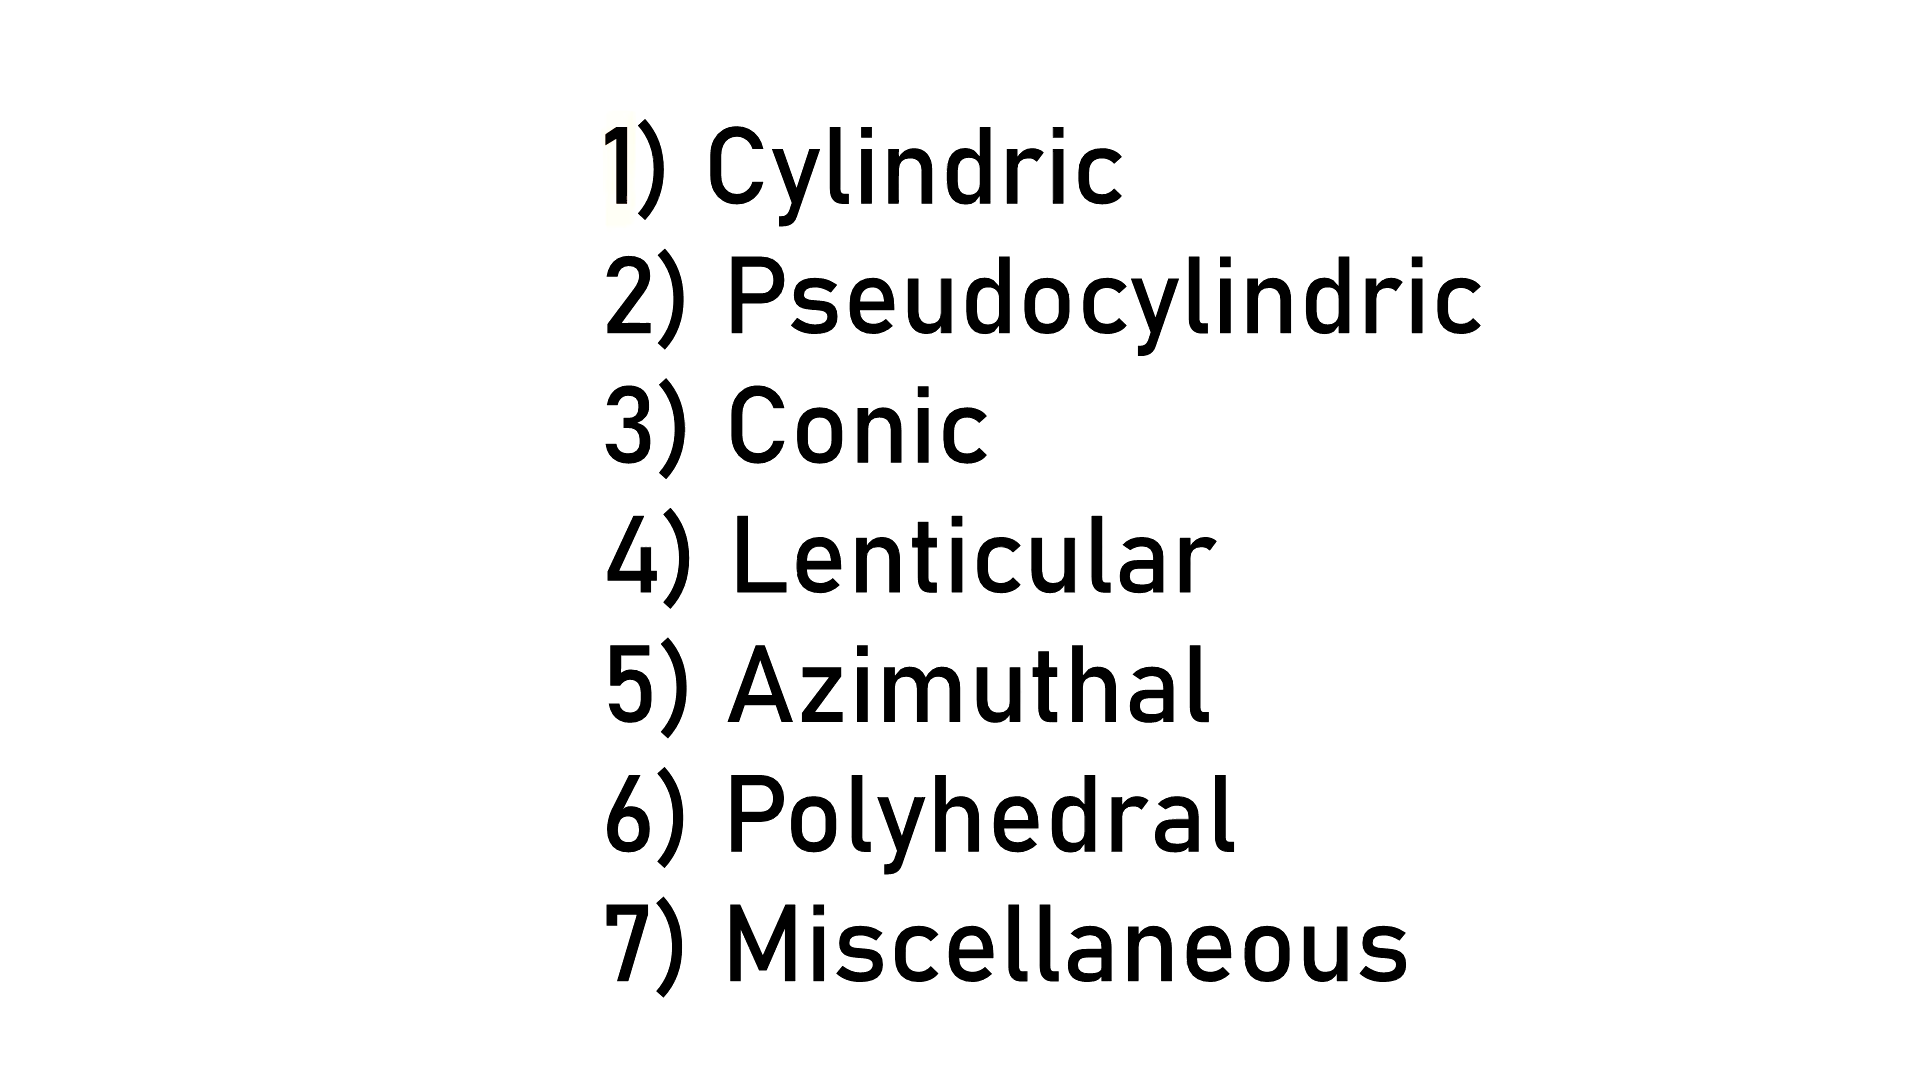 1) Cylindric
2) Pseudocylindric
3) Conic
4) Lenticular
5) Azimuthal
6) Polyhedral
7) Miscellaneous